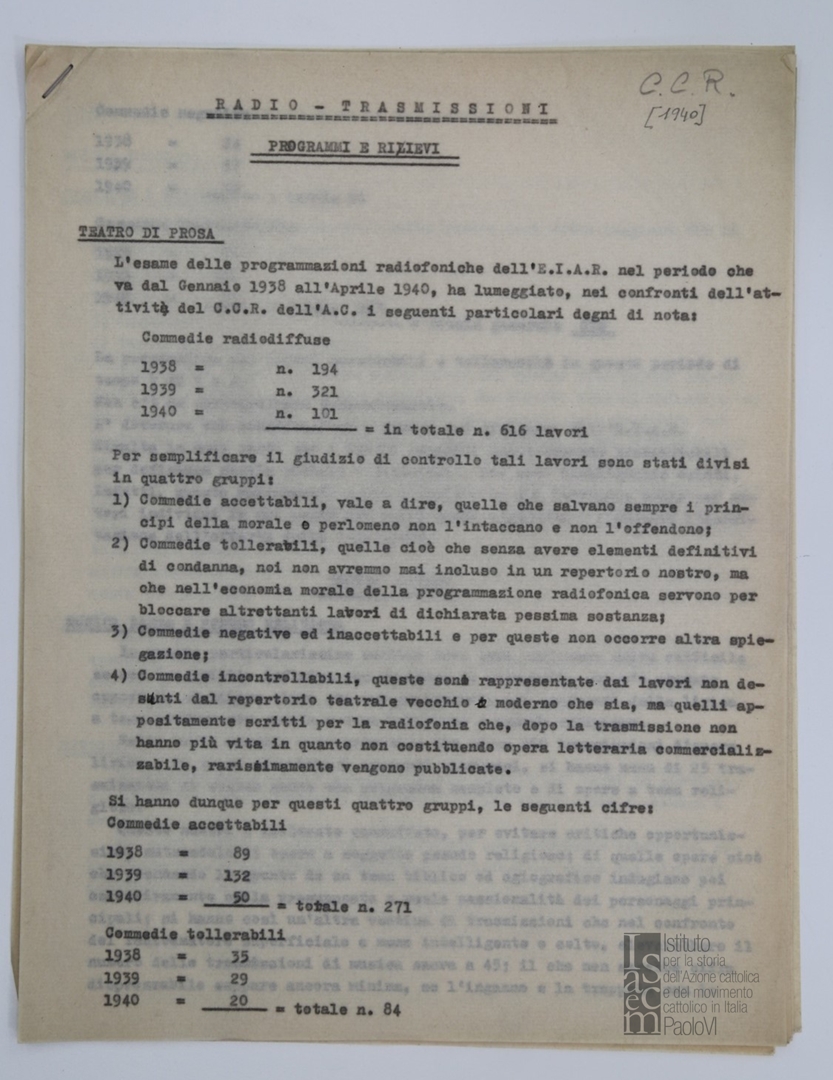 C.C.R.
[1940]
RADIO - TRASMISSIONI
PROGRAMMI E RILIEVI
TEATRO DI PROSA
L'esame delle programmazioni radiofoniche dell'E.I.A.R. nel periodo che
va dal Gennaio 1938 all'Aprile 1940, ha lumeggiato, nei confronti dell'at-
tività del C.C.R. dell'A.C. i seguenti particolari degni di nota:
Commedie radiodiffuse
1938 = n. 194
1939 = n. 321
1940 = n. 101
= in totale n. 616 lavori
Per semplificare il giudizio di controllo tali lavori sono stati divisi
in quattro gruppi:
1) Commedie accettabili, vale a dire, quelle che salvano sempre i prin-
cipi della morale o perlomeno non l'intaccano e non l'offendono;
2) Commedie tollerabili, quelle cioè che senza avere elementi definitivi
di condanna, noi non avremmo mai incluso in un repertorio nostro, ma
che nell'economia morale della programmazione radiofonica servono per
bloccare altrettanti lavori di dichiarata pessima sostanza;
3) Commedie negative ed inaccettabili e per queste non occorre altra spie-
gazione;
4) Commedie incontrollabili, queste sono rappresentate dai lavori non de-
sunti dal repertorio teatrale vecchio o moderno che sia, ma quelli ap-
positamente scritti per la radiofonia che, dopo la trasmissione non
hanno più vita in quanto non costituendo opera letteraria commercializ-
zabile, rarissimamente vengono pubblicate.
Si hanno dunque per questi quattro gruppi, le seguenti cifre:
Commedie accettabili
1938 = 89
1939 = 132
1940 = 50 = totale n. 271
Commedie tollerabili
1938 = 35
1939 = 29
1940 = 20 = totale n. 84
Isacem
Istituto
per la storia
dell'Azione cattolica
e del movimento
cattolico in Italia
PaoloVI